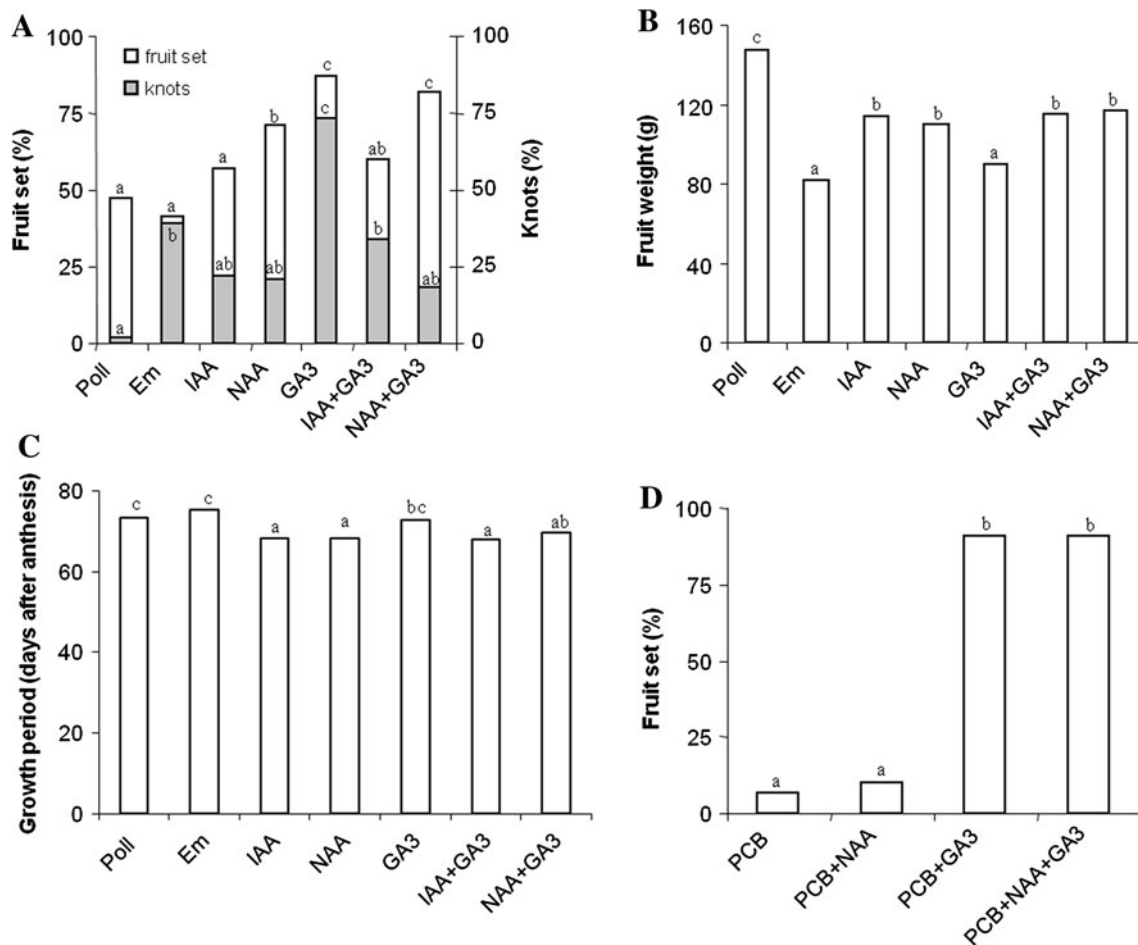 A
100
75
50
25
0
Fruit set (%)
fruit set
knots
a
a
a
b
a
ab
b
ab
c
c
ab
b
c
ab
100
75
50
25
0
Knots (%)
Poll
Em
IAA
NAA
GA3
IAA+GA3
NAA+GA3
B
160
120
80
40
0
Fruit weight (g)
c
a
b
b
a
b
b
Poll
Em
IAA
NAA
GA3
IAA+GA3
NAA+GA3
C
80
60
40
20
0
Growth period (days after anthesis)
c
c
a
a
bc
a
ab
Poll
Em
IAA
NAA
GA3
IAA+GA3
NAA+GA3
D
100
75
50
25
0
Fruit set (%)
a
a
b
b
PCB
PCB+NAA
PCB+GA3
PCB+NAA+GA3